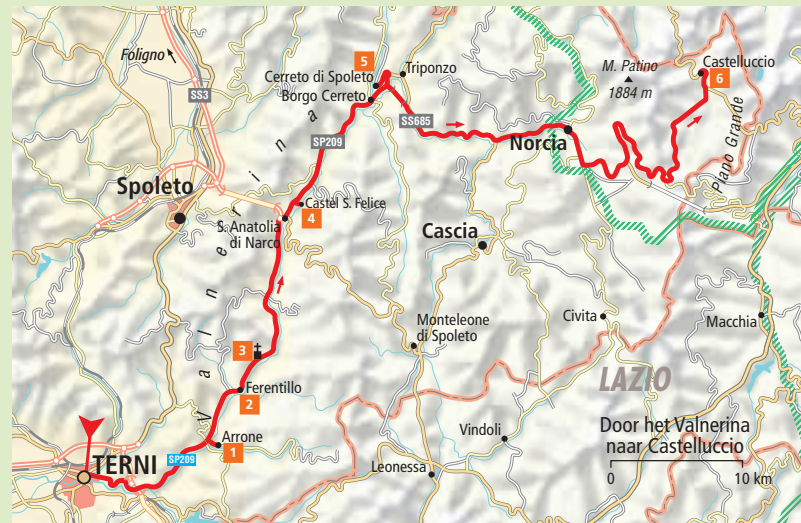 Foligno
SS3
5
Triponzo
Cerreto di Spoleto
Borgo Cerreto
M. Patino
1884 m
Castelluccio
6
SS685
SP209
Norcia
Piano Grande
Spoleto
Castel S. Felice
4
S. Anatolia
di Narco
Cascia
Valnerina
Monteleone
di Spoleto
Civita
Macchia
3
LAZIO
Ferentillo
2
Arrone
1
Vindoli
Door het Valnerina
naar Castelluccio
SP209
TERNI
Leonessa
0
10 km